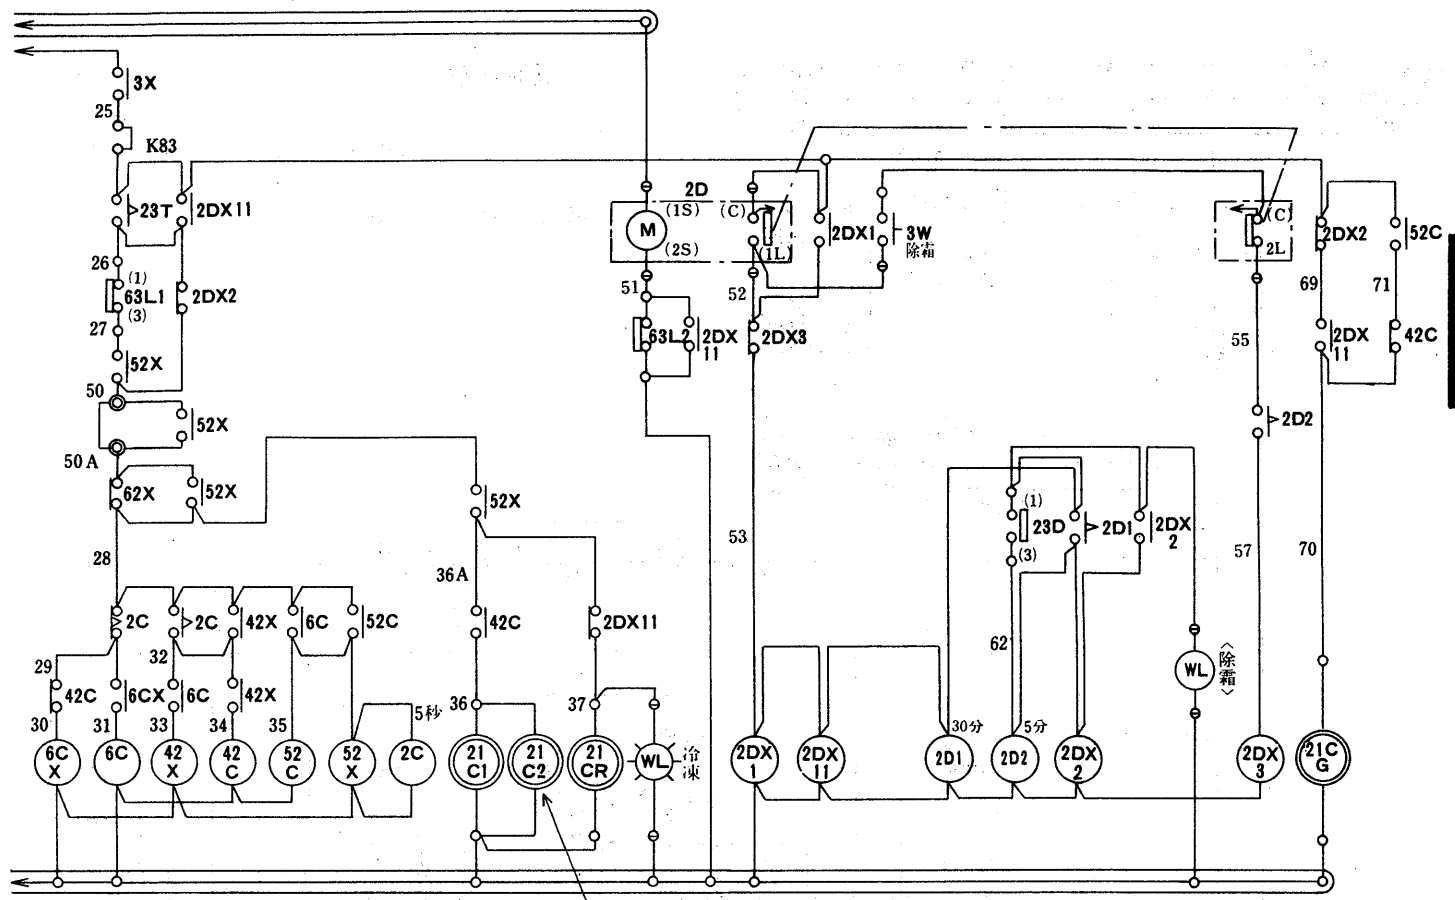 3X
25
K83
23T
2DX11
26
(1)
63L1
(3)
2DX2
27
52X
50
52X
50A
62X
52X
28
2C
2C
42X
6C
52C
29
32
42C
6CX
6C
42X
30
31
33
34
35
5秒
6C
X
6C
42
X
42
C
52
C
52
X
2C
52X
36A
42C
2DX11
36
37
21
C1
21
C2
21
CR
WL
冷凍
2D
(1S)
(C)
M
(2S)
(1L)
2DX1
3W
除霜
51
52
63L2
2DX
11
2DX3
53
(C)
2L
2DX2
52C
69
71
55
2DX
11
42C
2D2
(1)
23D
(3)
2D1
2DX
2
57
70
62
WL
〈除霜〉
30分
5分
2DX
1
2DX
11
2D1
2D2
2DX
2
2DX
3
21C
G